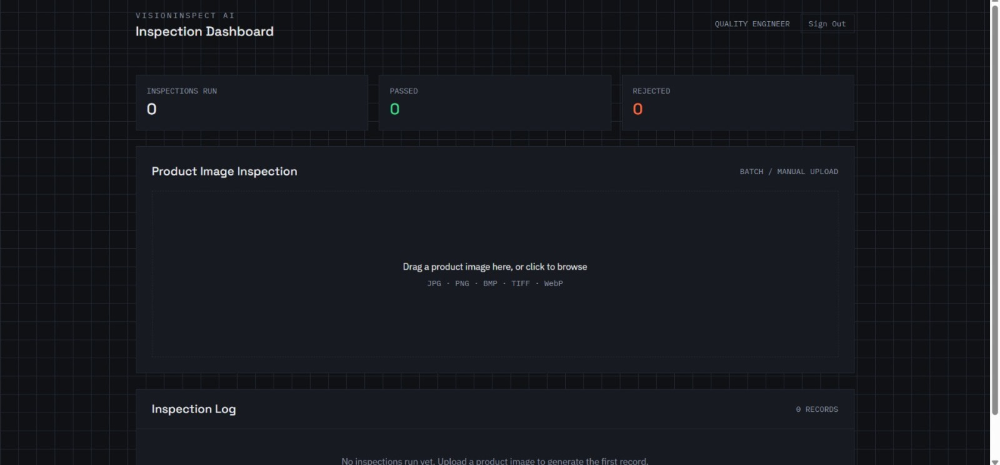 VISIONINSPECT AI
Inspection Dashboard
QUALITY ENGINEER
Sign Out
INSPECTIONS RUN
0
PASSED
0
REJECTED
0
Product Image Inspection
BATCH / MANUAL UPLOAD
Drag a product image here, or click to browse
JPG · PNG · BMP · TIFF · WebP
Inspection Log
0 RECORDS
No inspections run yet. Upload a product image to generate the first record.